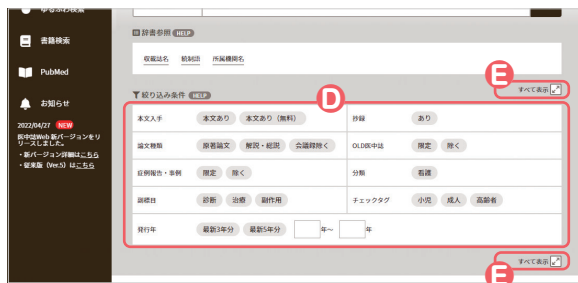 ゆるふわ検索
書籍検索
PubMed
お知らせ
2022/04/27 NEW
医中誌Web 新バージョンをリ
リースしました。
・新バージョン詳細はこちら
・従来版（Ver.5）はこちら
辞書参照 HELP
収載誌名 統制語 所属機関名
E
すべて表示
絞り込み条件 HELP
D
本文入手 本文あり 本文あり（無料） 抄録 あり
論文種類 原著論文 解説・総説 会議録除く OLD医中誌 限定 除く
症例報告・事例 限定 除く 分類 看護
副標目 診断 治療 副作用 チェックタグ 小児 成人 高齢者
発行年 最新3年分 最新5年分 年～ 年
すべて表示
E